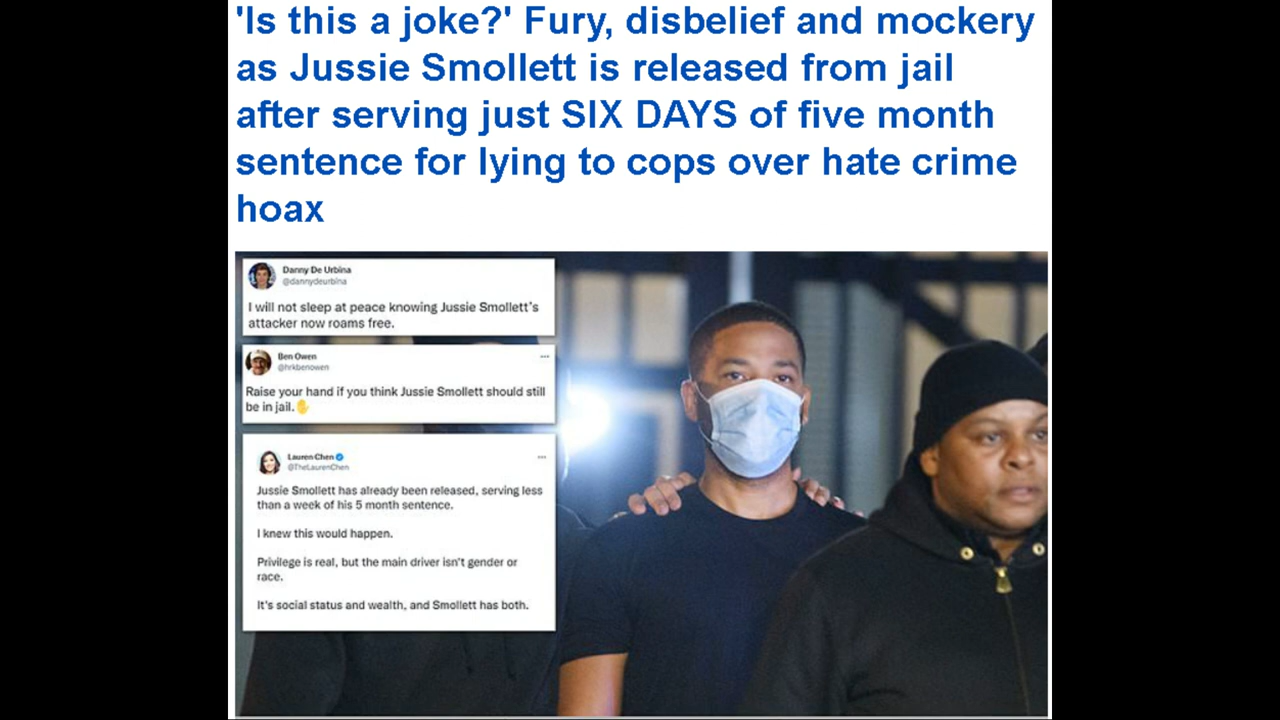 'Is this a joke?' Fury, disbelief and mockery
as Jussie Smollett is released from jail
after serving just SIX DAYS of five month
sentence for lying to cops over hate crime
hoax
Danny De Urbina
@dannydeurbina
I will not sleep at peace knowing Jussie Smollett's
attacker now roams free.
Ben Owen
@hrkbenowen
Raise your hand if you think Jussie Smollett should still
be in jail.✋
Lauren Chen
@TheLaurenChen
Jussie Smollett has already been released, serving less
than a week of his 5 month sentence.
I knew this would happen.
Privilege is real, but the main driver isn't gender or
race.
It's social status and wealth, and Smollett has both.